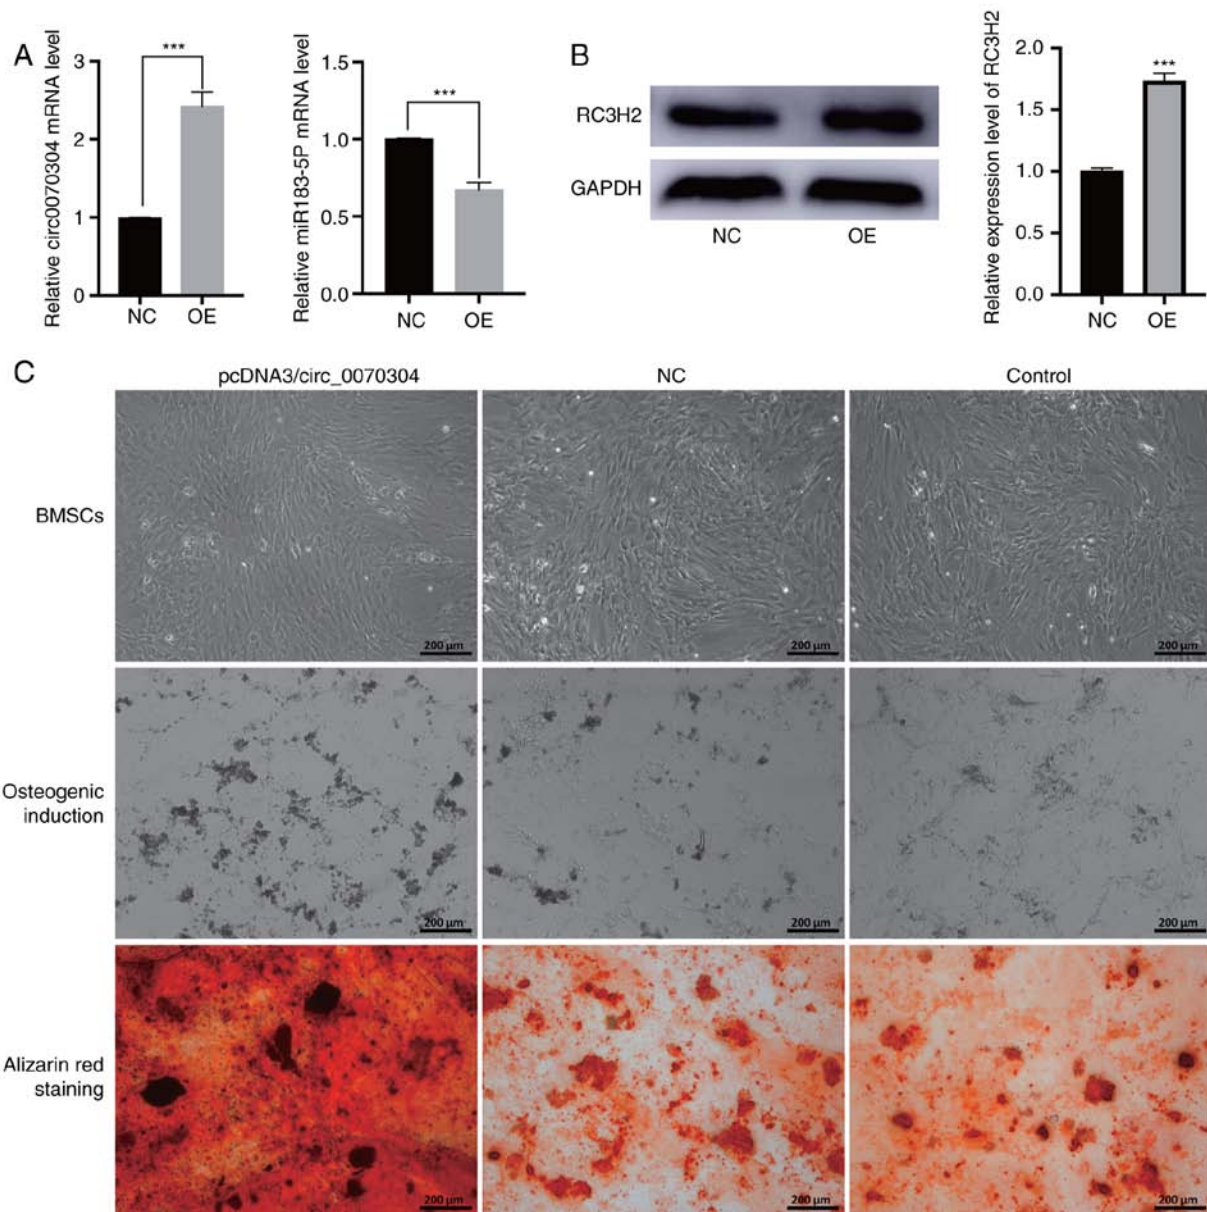 A
Relative circ0070304 mRNA level
3
2
1
0
***
NC
OE
Relative miR183-5P mRNA level
1.5
1.0
0.5
0.0
***
NC
OE
B
RC3H2
GAPDH
NC
OE
Relative expression level of RC3H2
2.0
1.5
1.0
0.5
0.0
***
NC
OE
C
pcDNA3/circ_0070304
NC
Control
BMSCs
200 μm
200 μm
200 μm
Osteogenic
induction
200 μm
200 μm
200 μm
Alizarin red
staining
200 μm
200 μm
200 μm